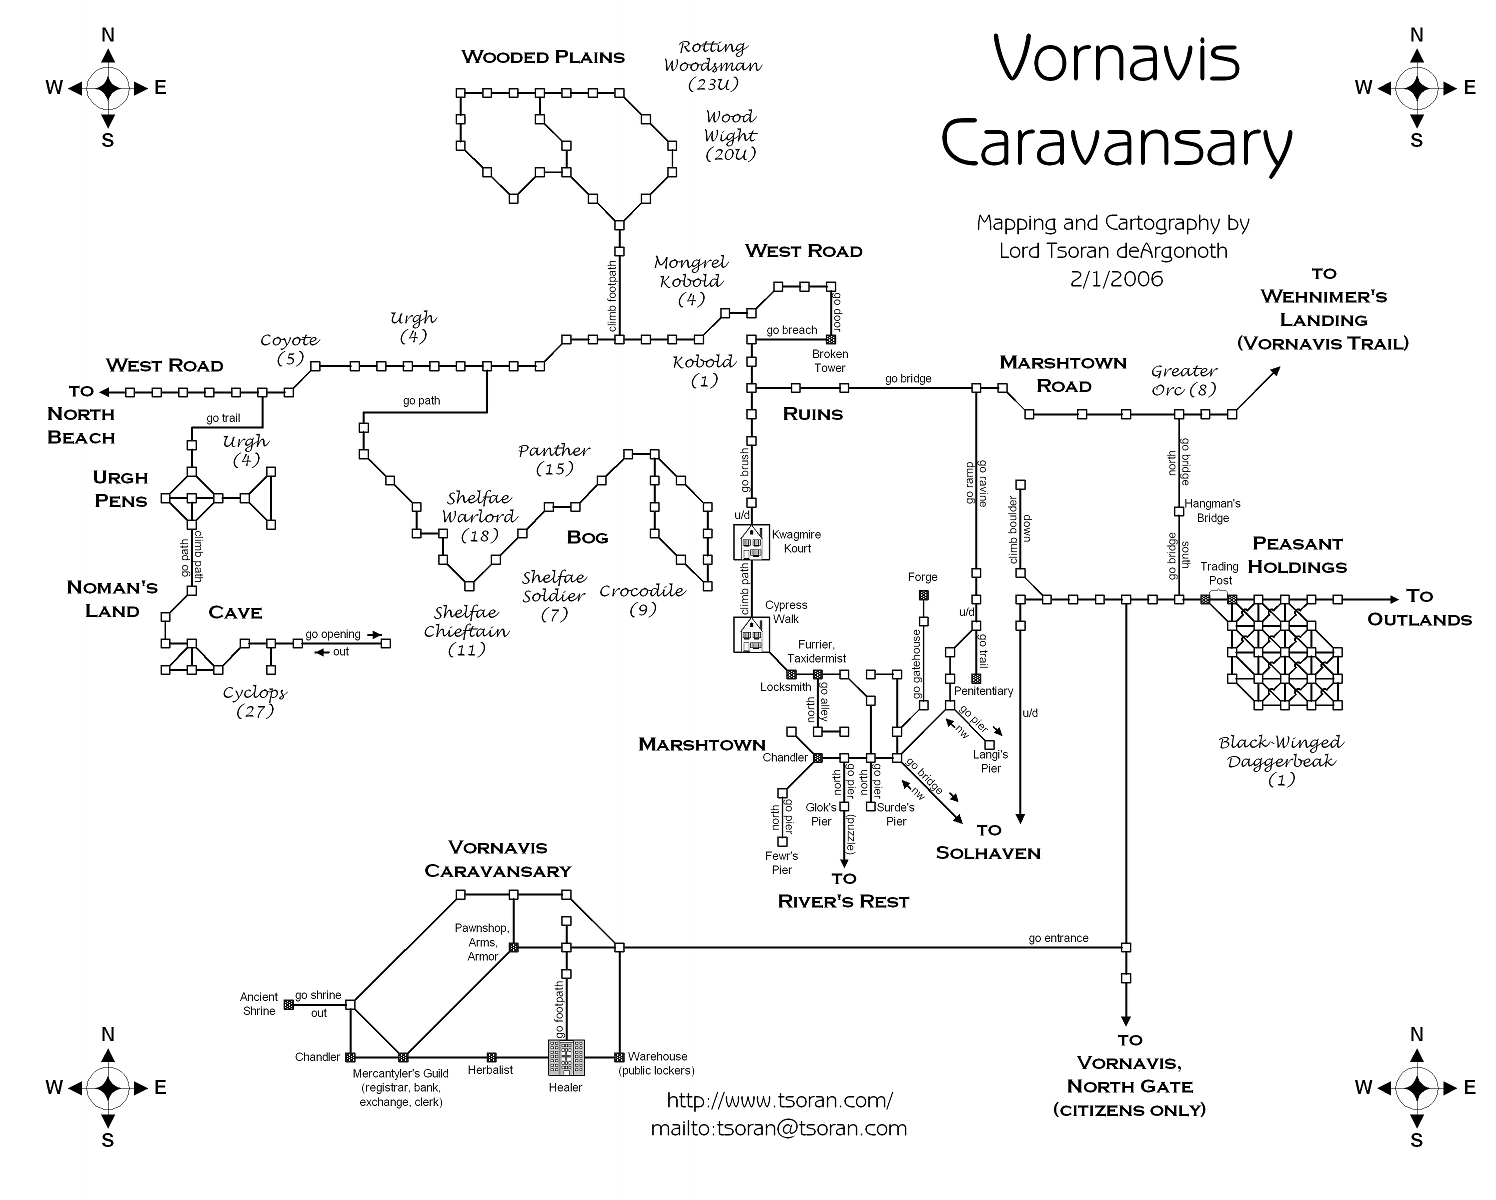 N
W E
S
N
W E
S
Vornavis
Caravansary
Mapping and Cartography by
Lord Tsoran deArgonoth
2/1/2006
WOODED PLAINS
Rotting
Woodsman
(23U)
Wood
Wight
(20U)
climb footpath
Mongrel
Kobold
(4)
WEST ROAD
go door
go breach
Broken
Tower
Kobold
(1)
Urgh
(4)
Coyote
(5)
WEST ROAD
TO
NORTH
BEACH
go trail
Urgh
(4)
URGH
PENS
go path
climb path
NOMAN'S
LAND
CAVE
go opening
out
Cyclops
(27)
go path
Panther
(15)
Shelfae
Warlord
(18)
BOG
Shelfae
Soldier
(7)
Crocodile
(9)
Shelfae
Chieftain
(11)
RUINS
go bridge
MARSHTOWN
ROAD
Greater
Orc (8)
TO
WEHNIMER'S
LANDING
(VORNAVIS TRAIL)
go brush
u/d
Kwagmire
Kourt
climb path
Cypress
Walk
Furrier,
Taxidermist
Locksmith
north
go alley
go ramp
go ravine
climb boulder
down
north
go bridge
Hangman's
Bridge
go bridge
south
Trading
Post
PEASANT
HOLDINGS
TO
OUTLANDS
Black-Winged
Daggerbeak
(1)
Forge
go gatehouse
u/d
go trail
Penitentiary
u/d
go pier
nw
Langi's
Pier
MARSHTOWN
Chandler
north
go pier
north
go pier
go bridge
nw
north
go pier
Glok's
Pier
Surde's
Pier
(puzzle)
Fewr's
Pier
TO
SOLHAVEN
TO
RIVER'S REST
VORNAVIS
CARAVANSARY
Pawnshop,
Arms,
Armor
go entrance
Ancient
Shrine
go shrine
out
go footpath
Chandler
Mercantyler's Guild
(registrar, bank,
exchange, clerk)
Herbalist
Healer
Warehouse
(public lockers)
TO
VORNAVIS,
NORTH GATE
(CITIZENS ONLY)
http://www.tsoran.com/
mailto:tsoran@tsoran.com
N
W E
S
N
W E
S